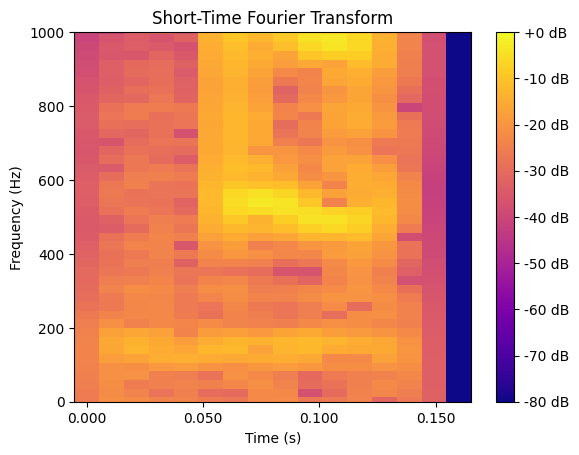 Short-Time Fourier Transform
1000
800
600
400
200
0
Frequency (Hz)
0.000
0.050
0.100
0.150
Time (s)
+0 dB
-10 dB
-20 dB
-30 dB
-40 dB
-50 dB
-60 dB
-70 dB
-80 dB